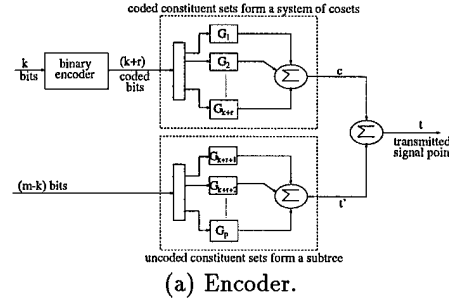 coded constituent sets form a system of cosets
k
bits
binary
encoder
(k+r)
coded
bits
G1
G2
Gk+r
Σ
c
Σ
t
transmitted
signal point
(m-k) bits
Gk+r+1
Gk+r+2
Gp
Σ
t'
uncoded constituent sets form a subtree
(a) Encoder.